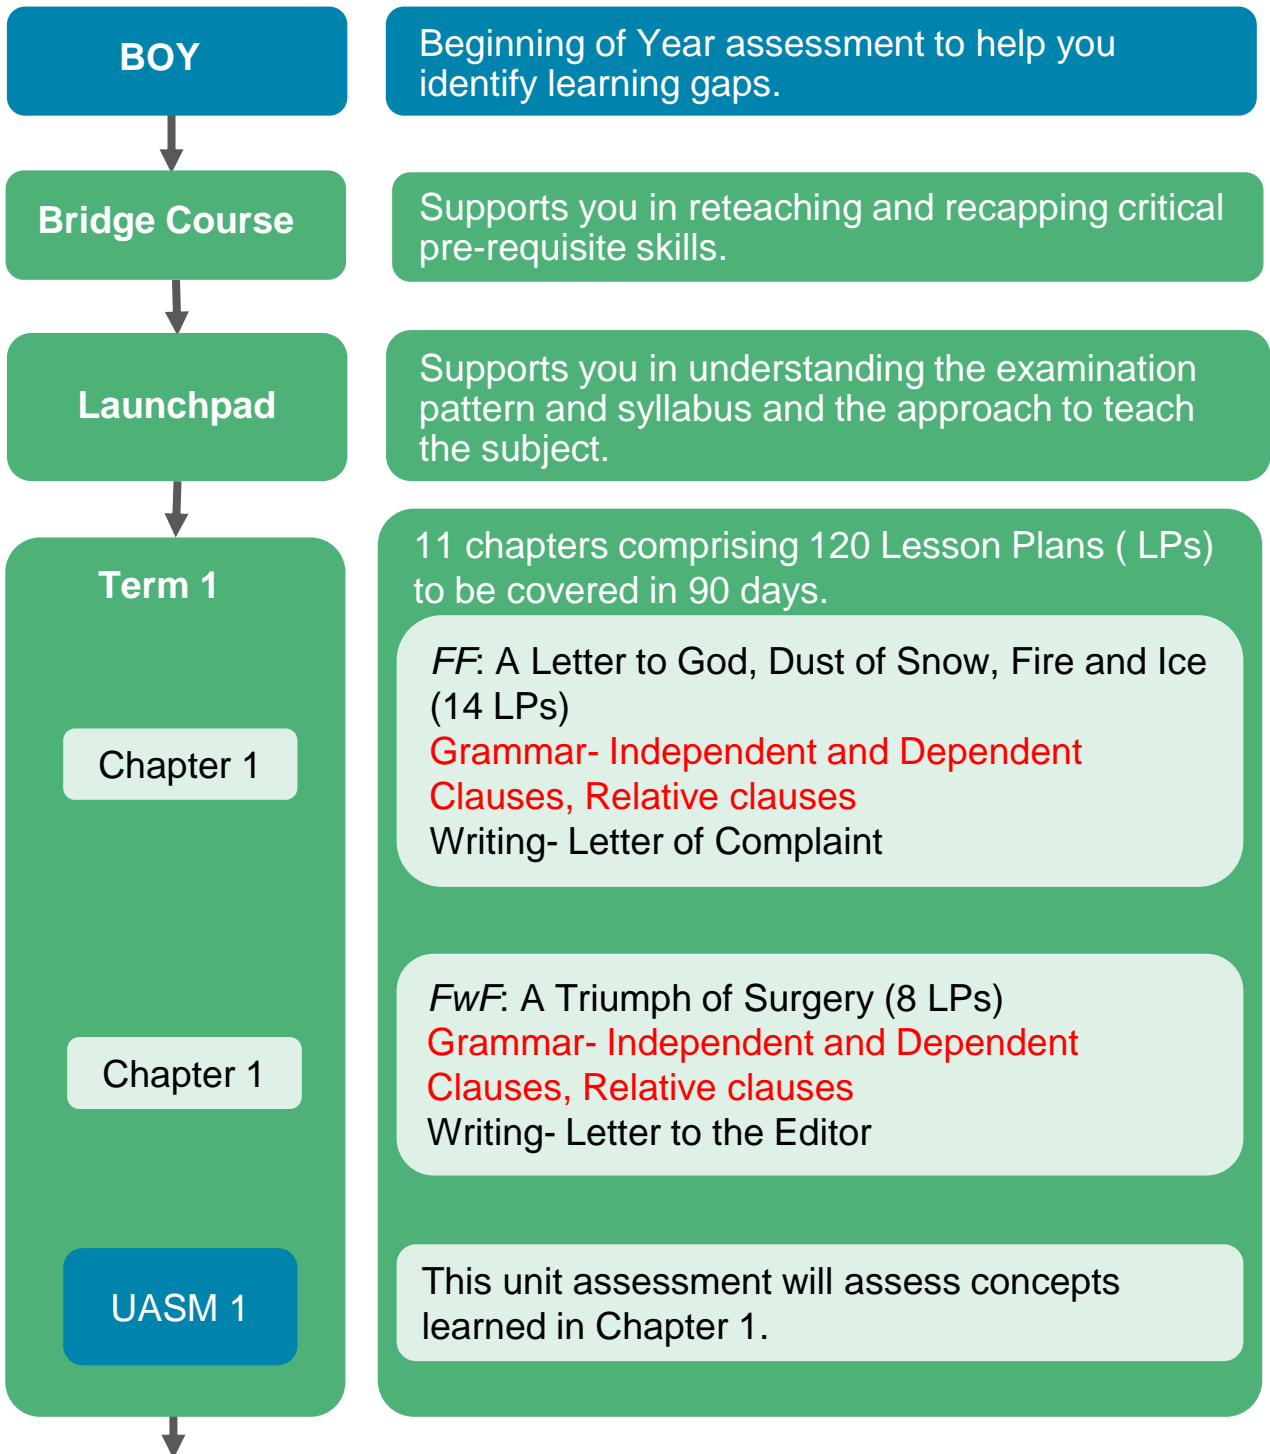 BOY
Beginning of Year assessment to help you
identify learning gaps.
Bridge Course
Supports you in reteaching and recapping critical
pre-requisite skills.
Launchpad
Supports you in understanding the examination
pattern and syllabus and the approach to teach
the subject.
Term 1
11 chapters comprising 120 Lesson Plans ( LPs)
to be covered in 90 days.
Chapter 1
FF: A Letter to God, Dust of Snow, Fire and Ice
(14 LPs)
Grammar- Independent and Dependent
Clauses, Relative clauses
Writing- Letter of Complaint
Chapter 1
FwF: A Triumph of Surgery (8 LPs)
Grammar- Independent and Dependent
Clauses, Relative clauses
Writing- Letter to the Editor
UASM 1
This unit assessment will assess concepts
learned in Chapter 1.